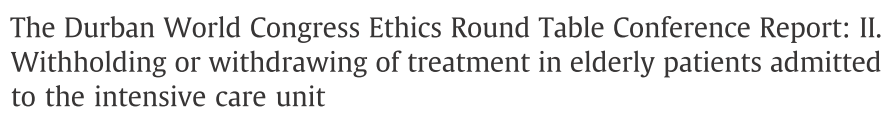 The Durban World Congress Ethics Round Table Conference Report: II.
Withholding or withdrawing of treatment in elderly patients admitted
to the intensive care unit